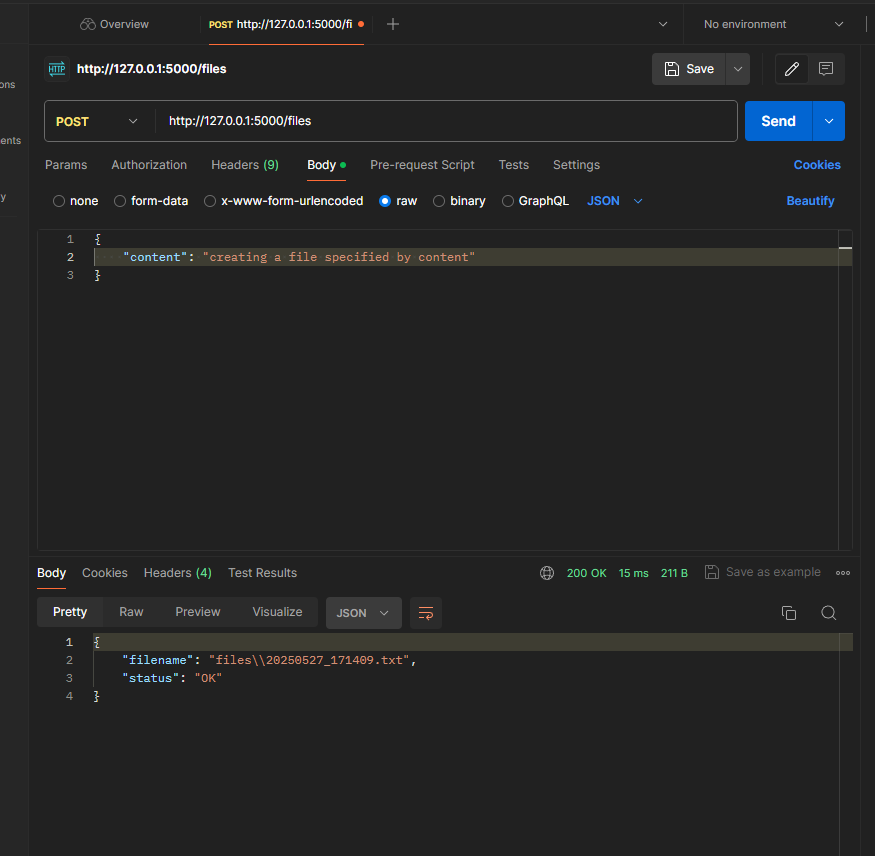 Overview POST http://127.0.0.1:5000/fi No environment
HTTP http://127.0.0.1:5000/files Save
ons
POST http://127.0.0.1:5000/files Send
ents
Params Authorization Headers (9) Body Pre-request Script Tests Settings Cookies
y
none form-data x-www-form-urlencoded raw binary GraphQL JSON Beautify
1 {
2 "content": "creating a file specified by content"
3 }
Body Cookies Headers (4) Test Results 200 OK 15 ms 211 B Save as example
Pretty Raw Preview Visualize JSON
1 {
2 "filename": "files\\20250527_171409.txt",
3 "status": "OK"
4 }